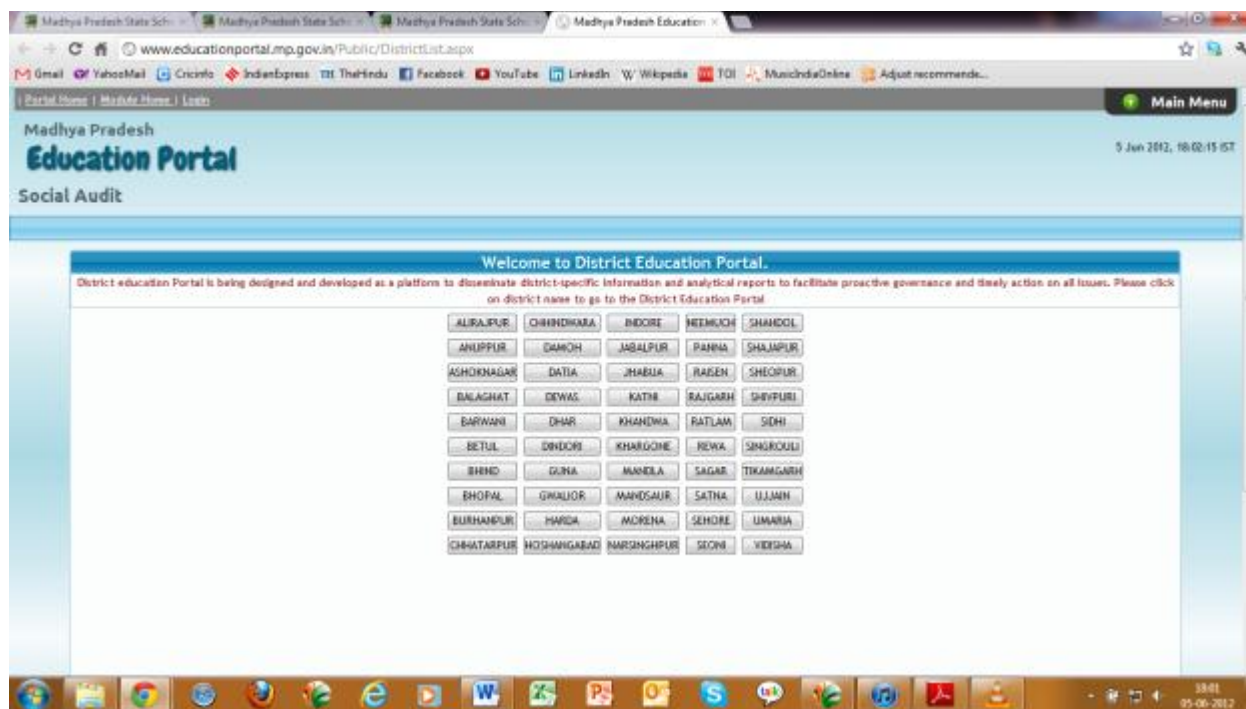 Madhya Pradesh State Sch
Madhya Pradesh State Sch
Madhya Pradesh State Sch
Madhya Pradesh Education
www.educationportal.mp.gov.in/Public/DistrictList.aspx
Gmail YahooMail Cricinfo IndianExpress TheHindu Facebook YouTube LinkedIn Wikipedia TOI MusicIndiaOnline Adjust recommende...
| Portal Home | Module Home | Login
Main Menu
Madhya Pradesh
Education Portal
5 Jun 2012, 18:02:15 IST
Social Audit
Welcome to District Education Portal.
District education Portal is being designed and developed as a platform to disseminate district-specific information and analytical reports to facilitate proactive governance and timely action on all issues. Please click
on district name to go to the District Education Portal
ALIRAJPUR CHHINDWARA INDORE NEEMUCH SHAHDOL
ANUPPUR DAMOH JABALPUR PANNA SHAJAPUR
ASHOKNAGAR DATIA JHABUA RAISEN SHEOPUR
BALAGHAT DEWAS KATNI RAJGARH SHIVPURI
BARWANI DHAR KHANDWA RATLAM SIDHI
BETUL DINDORI KHARGONE REWA SINGROULI
BHIND GUNA MANDLA SAGAR TIKAMGARH
BHOPAL GWALIOR MANDSAUR SATNA UJJAIN
BURHANPUR HARDA MORENA SEHORE UMARIA
CHHATARPUR HOSHANGABAD NARSINGHPUR SEONI VIDISHA
18:01
05-06-2012